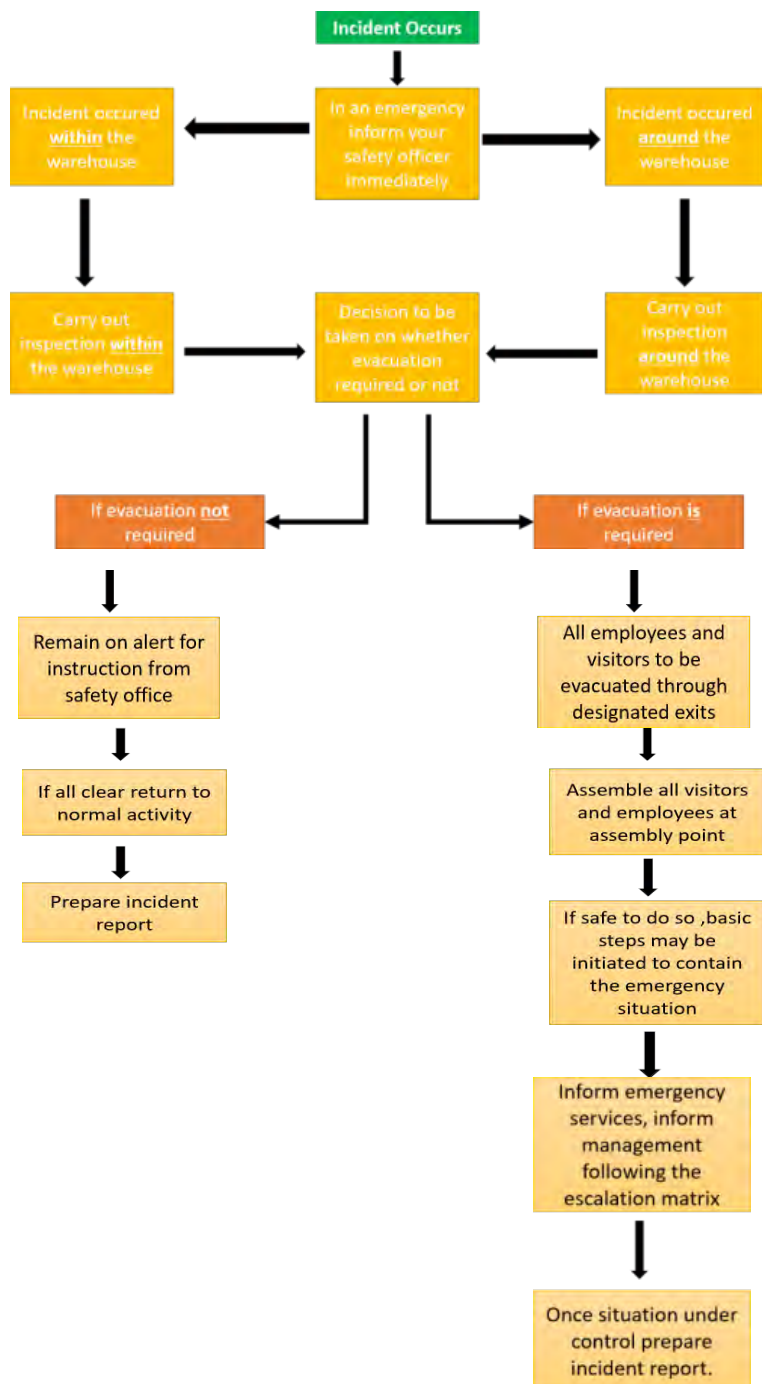 Incident Occurs
Incident occured
within the
warehouse
In an emergency
inform your
safety officer
immediately
Incident occured
around the
warehouse
Carry out
inspection within
the warehouse
Decision to be
taken on whether
evacuation
required or not
Carry out
inspection
around the
warehouse
If evacuation not
required
If evacuation is
required
Remain on alert for
instruction from
safety office
If all clear return to
normal activity
Prepare incident
report
All employees and
visitors to be
evacuated through
designated exits
Assemble all visitors
and employees at
assembly point
If safe to do so ,basic
steps may be
initiated to contain
the emergency
situation
Inform emergency
services, inform
management
following the
escalation matrix
Once situation under
control prepare
incident report.